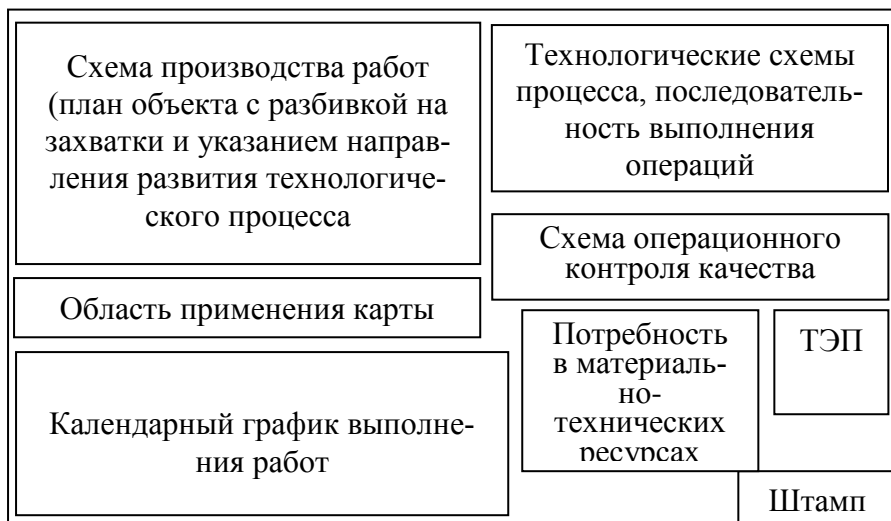 Схема производства работ
(план объекта с разбивкой на
захватки и указанием направ-
ления развития технологиче-
ского процесса
Технологические схемы
процесса, последователь-
ность выполнения
операций
Схема операционного
контроля качества
Область применения карты
Потребность
в материаль-
но-
технических
ресурсах
ТЭП
Календарный график выполне-
ния работ
Штамп